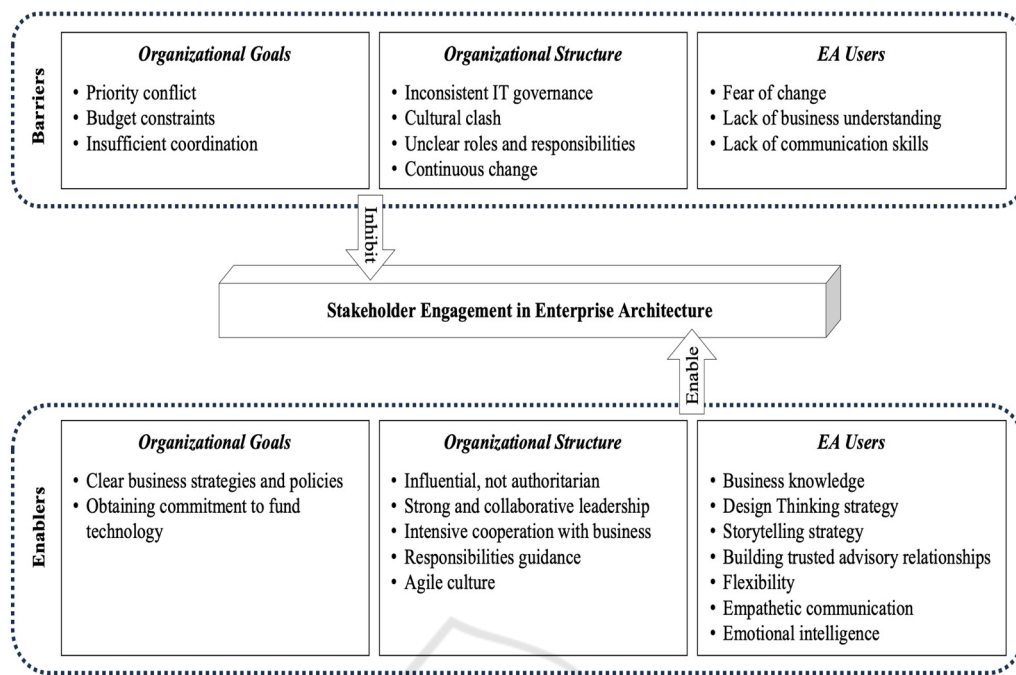 Barriers
Organizational Goals
• Priority conflict
• Budget constraints
• Insufficient coordination
Organizational Structure
• Inconsistent IT governance
• Cultural clash
• Unclear roles and responsibilities
• Continuous change
EA Users
• Fear of change
• Lack of business understanding
• Lack of communication skills
Inhibit
Stakeholder Engagement in Enterprise Architecture
Enable
Enablers
Organizational Goals
• Clear business strategies and policies
• Obtaining commitment to fund
technology
Organizational Structure
• Influential, not authoritarian
• Strong and collaborative leadership
• Intensive cooperation with business
• Responsibilities guidance
• Agile culture
EA Users
• Business knowledge
• Design Thinking strategy
• Storytelling strategy
• Building trusted advisory relationships
• Flexibility
• Empathetic communication
• Emotional intelligence